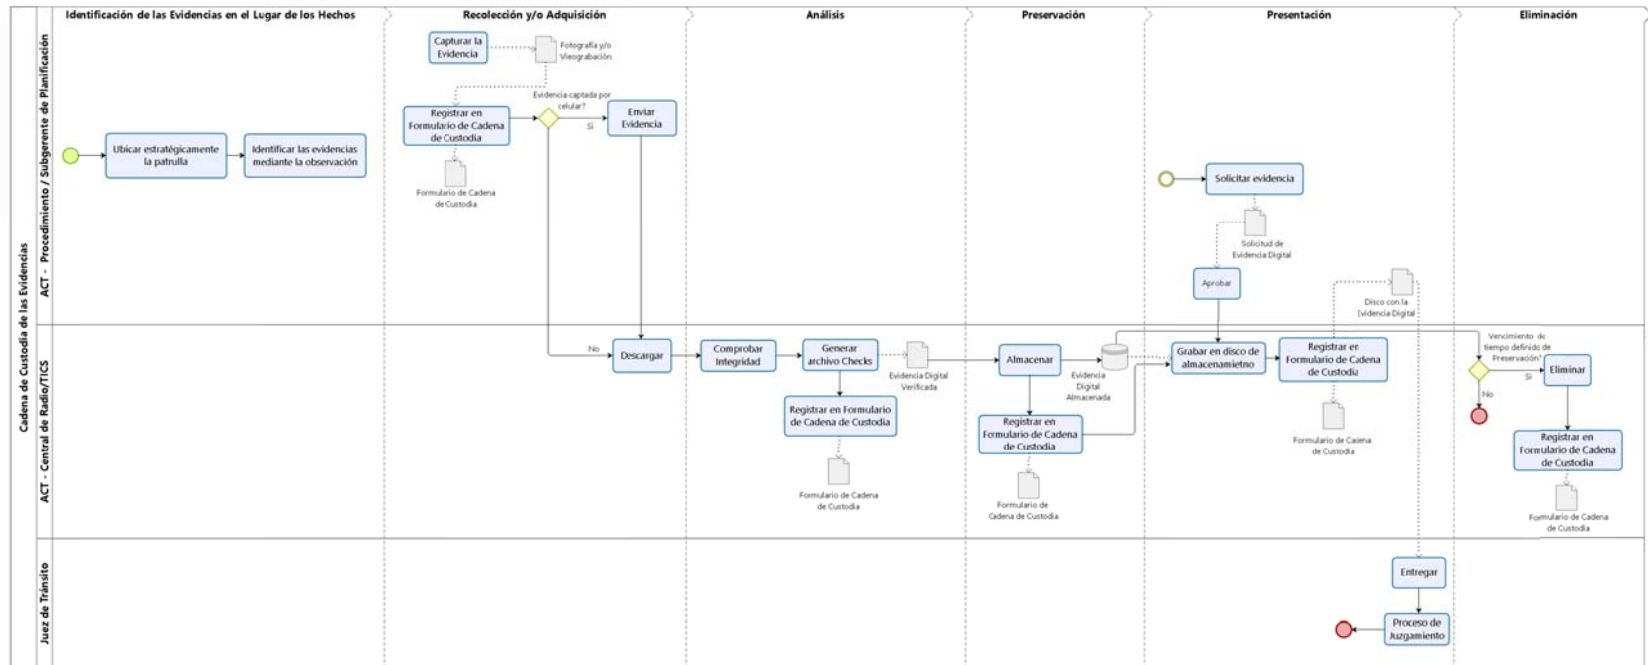 Identificación de las Evidencias en el Lugar de los Hechos
Recolección y/o Adquisición
Análisis
Preservación
Presentación
Eliminación
Cadena de Custodia de las Evidencias
ACT - Procedimiento / Subgerente de Planificación
Ubicar estratégicamente
la patrulla
Identificar las evidencias
mediante la observación
Capturar la
Evidencia
Fotografía y/o
Vieograbación
Registrar en
Formulario de Cadena
de Custodia
Formulario de Cadena
de Custodia
Evidencia captada por
celular?
Si
Enviar
Evidencia
Solicitar evidencia
Solicitud de
Evidencia Digital
Aprobar
Disco con la
Evidencia Digital
ACT - Central de Radio/TICS
No
Descargar
Comprobar
Integridad
Generar
archivo Checks
Evidencia Digital
Verificada
Registrar en Formulario
de Cadena de Custodia
Formulario de Cadena
de Custodia
Almacenar
Evidencia
Digital
Almacenada
Registrar en
Formulario de Cadena
de Custodia
Formulario de
Cadena de Custodia
Grabar en disco de
almacenamietno
Registrar en
Formulario de Cadena
de Custodia
Formulario de Cadena
de Custodia
Vencimiento de
tiempo definido de
Preservación?
Si
No
Eliminar
Registrar en
Formulario de Cadena
de Custodia
Formulario de Cadena
de Custodia
Juez de Tránsito
Entregar
Proceso de
Juzgamiento